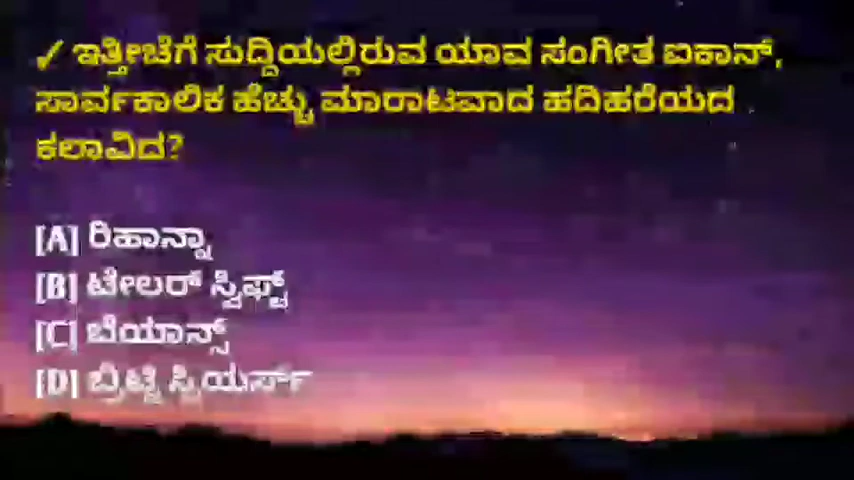 ✓ ಇತ್ತೀಚೆಗೆ ಸುದ್ದಿಯಲ್ಲಿರುವ ಯಾವ ಸಂಗೀತ ಐಕಾನ್,
ಸಾರ್ವಕಾಲಿಕ ಹೆಚ್ಚು ಮಾರಾಟವಾದ ಹದಿಹರೆಯದ
ಕಲಾವಿದ?
[A] ರಿಹಾನ್ನಾ
[B] ಟೇಲರ್ ಸ್ವಿಫ್ಟ್
[C] ಬೆಯಾನ್ಸ್
[D] ಬ್ರಿಟ್ನಿ ಸ್ಪಿಯರ್ಸ್